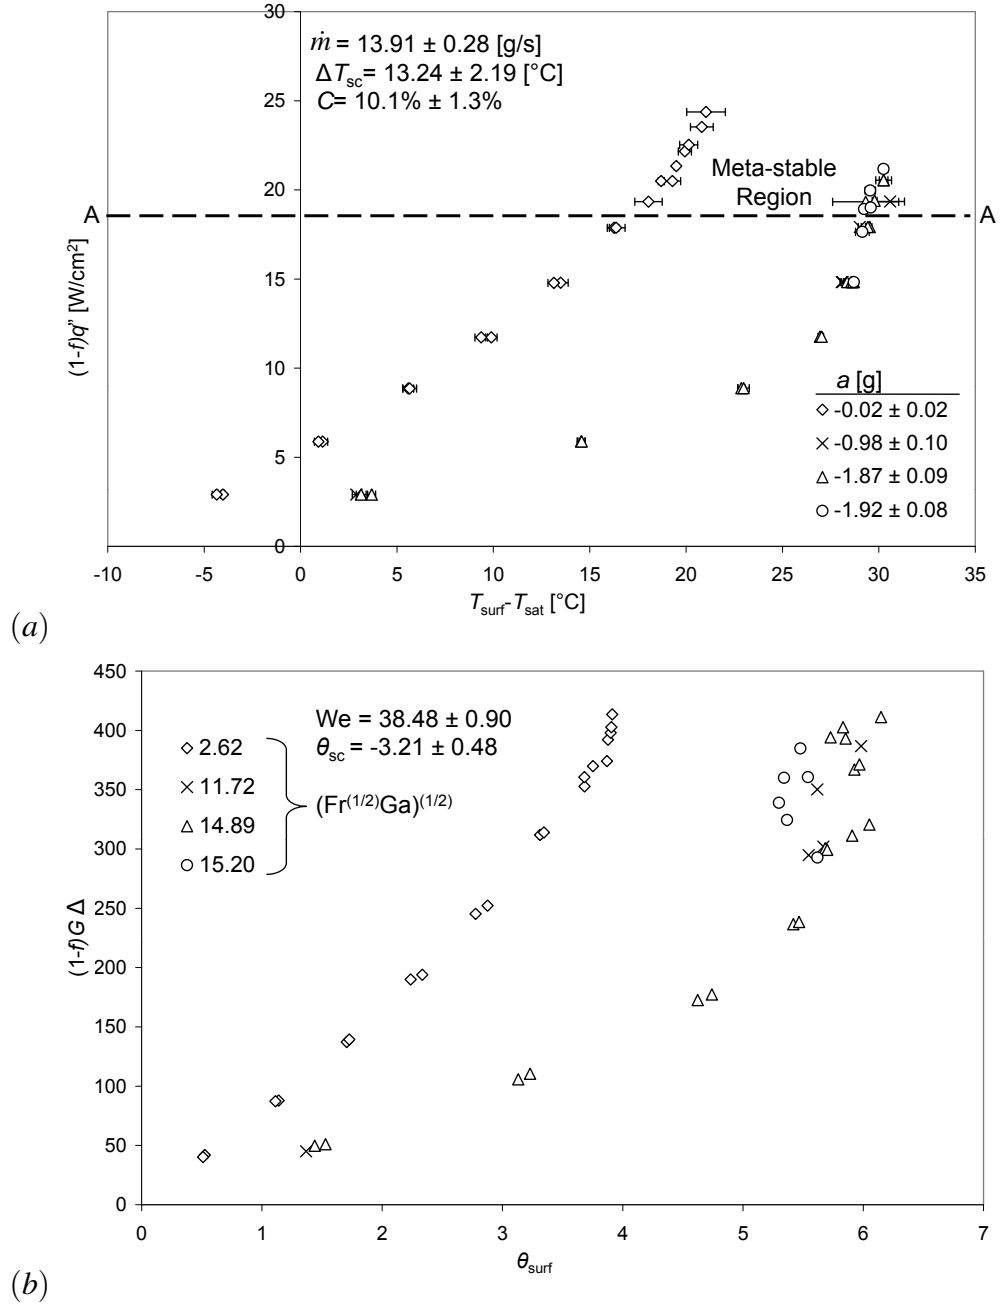 30
25
20
15
10
5
0
(1-f)q" [W/cm²]
ṁ = 13.91 ± 0.28 [g/s]
ΔTsc= 13.24 ± 2.19 [°C]
C= 10.1% ± 1.3%
Meta-stable
Region
A A
a [g]
-0.02 ± 0.02
-0.98 ± 0.10
-1.87 ± 0.09
-1.92 ± 0.08
-10 -5 0 5 10 15 20 25 30 35
Tsurf-Tsat [°C]
(a)
450
400
350
300
250
200
150
100
50
0
(1-f)G Δ
We = 38.48 ± 0.90
θsc = -3.21 ± 0.48
2.62
11.72
14.89
15.20
(Fr(1/2)Ga)(1/2)
0 1 2 3 4 5 6 7
θsurf
(b)